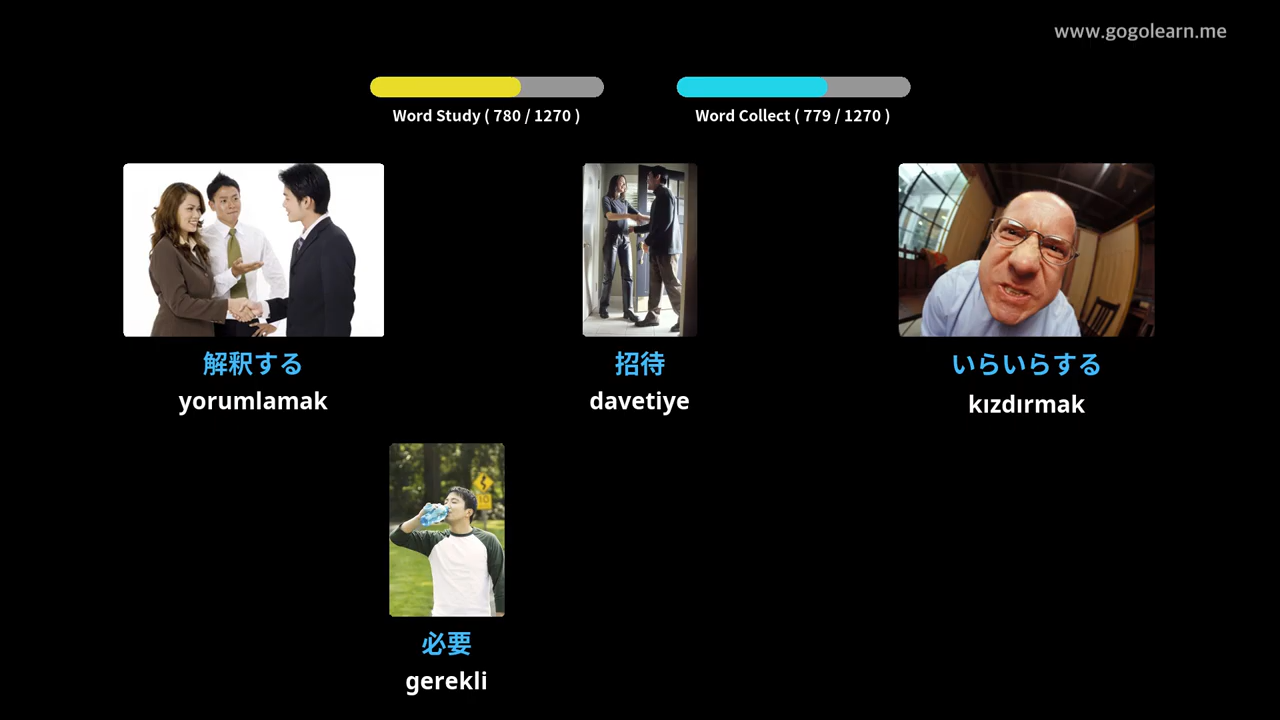 www.gogolearn.me
Word Study ( 780 / 1270 )
Word Collect ( 779 / 1270 )
解釈する
yorumlamak
招待
davetiye
いらいらする
kızdırmak
必要
gerekli